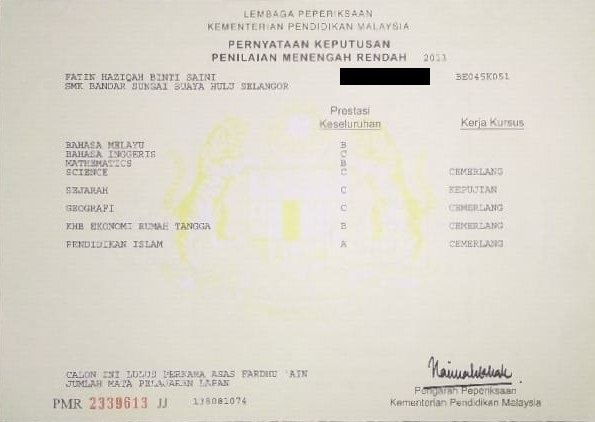 LEMBAGA PEPERIKSAAN
KEMENTERIAN PENDIDIKAN MALAYSIA
PERNYATAAN KEPUTUSAN
PENILAIAN MENENGAH RENDAH 2013
FATIN HAZIQAH BINTI SAINI BE045K051
SMK BANDAR SUNGAI BUAYA HULU SELANGOR
Prestasi
Keseluruhan Kerja Kursus
BAHASA MELAYU B
BAHASA INGGERIS C
MATHEMATICS B
SCIENCE C CEMERLANG
SEJARAH C KEPUJIAN
GEOGRAFI C CEMERLANG
KHB EKONOMI RUMAH TANGGA B CEMERLANG
PENDIDIKAN ISLAM A CEMERLANG
CALON INI LULUS PERKARA ASAS FARDHU 'AIN
JUMLAH MATA PELAJARAN LAPAN
PMR 2339613 JJ 138081074
Pengarah Peperiksaan
Kementerian Pendidikan Malaysia